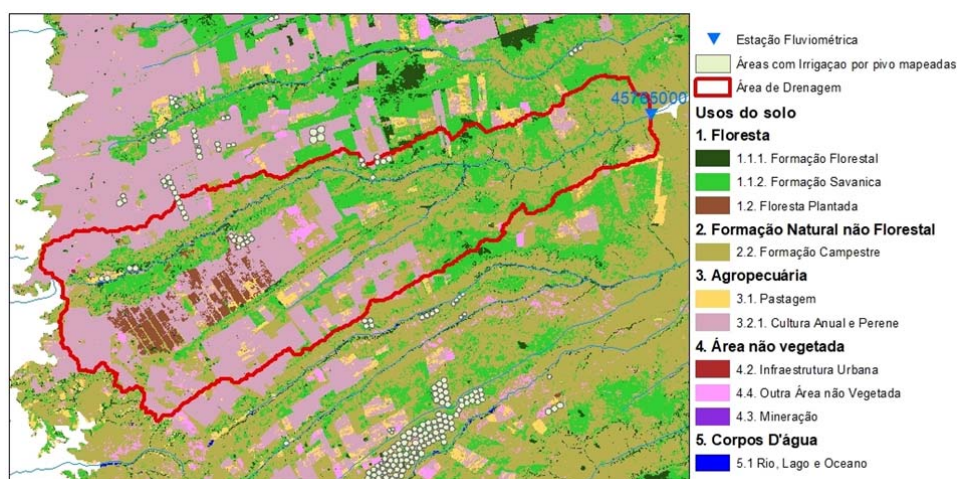 45765000
Estação Fluviométrica
Áreas com Irrigaçao por pivo mapeadas
Área de Drenagem
Usos do solo
1. Floresta
1.1.1. Formação Florestal
1.1.2. Formação Savanica
1.2. Floresta Plantada
2. Formação Natural não Florestal
2.2. Formação Campestre
3. Agropecuária
3.1. Pastagem
3.2.1. Cultura Anual e Perene
4. Área não vegetada
4.2. Infraestrutura Urbana
4.4. Outra Área não Vegetada
4.3. Mineração
5. Corpos D'água
5.1 Rio, Lago e Oceano